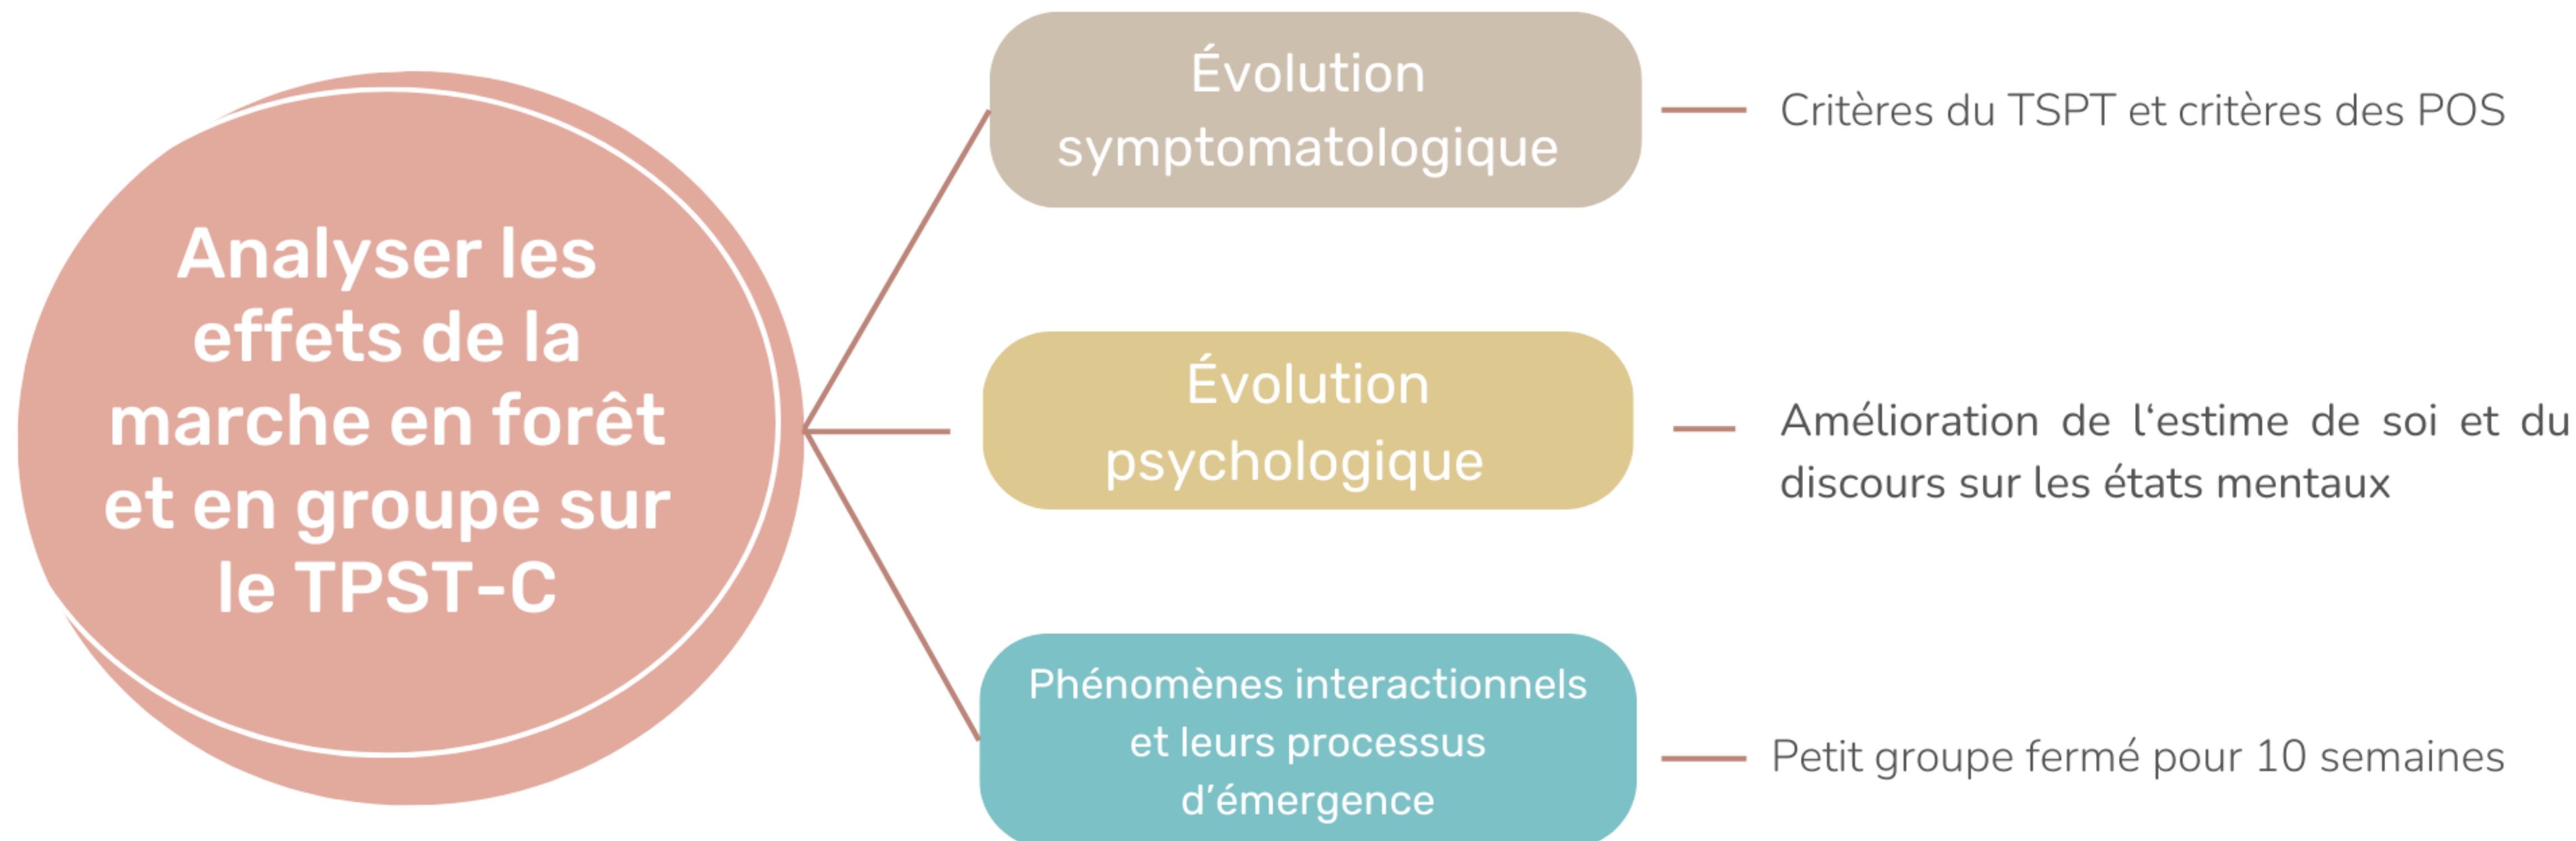 Analyser les
effets de la
marche en forêt
et en groupe sur
le TPST-C
Évolution
symptomatologique
Critères du TSPT et critères des POS
Évolution
psychologique
Amélioration de l‘estime de soi et du
discours sur les états mentaux
Phénomènes interactionnels
et leurs processus
d’émergence
Petit groupe fermé pour 10 semaines